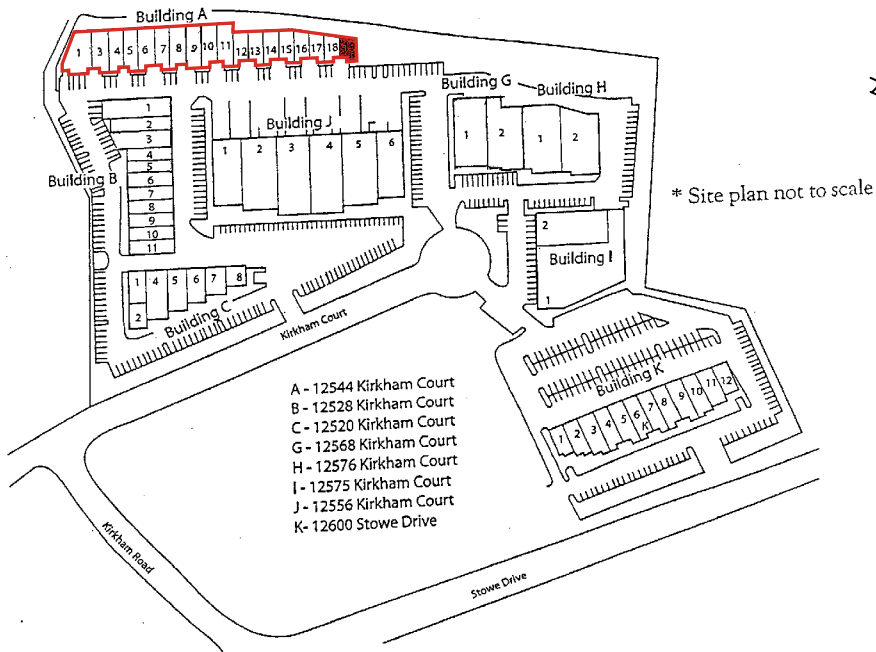 Building A
1 3 4 5 6 7 8 9 10 11 12 13 14 15 16 17 18
Building G
Building H
1 2 1 2
Building J
1 2 3 4 5 6
1
2
3
4
5
6
7
8
9
10
11
Building B
* Site plan not to scale
2
Building I
1
1 4 5 6 7 8
2
Building C
Kirkham Court
Building K
1 2 3 4 5 6 7 8 9 10 11 12
K
A - 12544 Kirkham Court
B - 12528 Kirkham Court
C - 12520 Kirkham Court
G - 12568 Kirkham Court
H - 12576 Kirkham Court
I - 12575 Kirkham Court
J - 12556 Kirkham Court
K- 12600 Stowe Drive
Kirkham Road
Stowe Drive